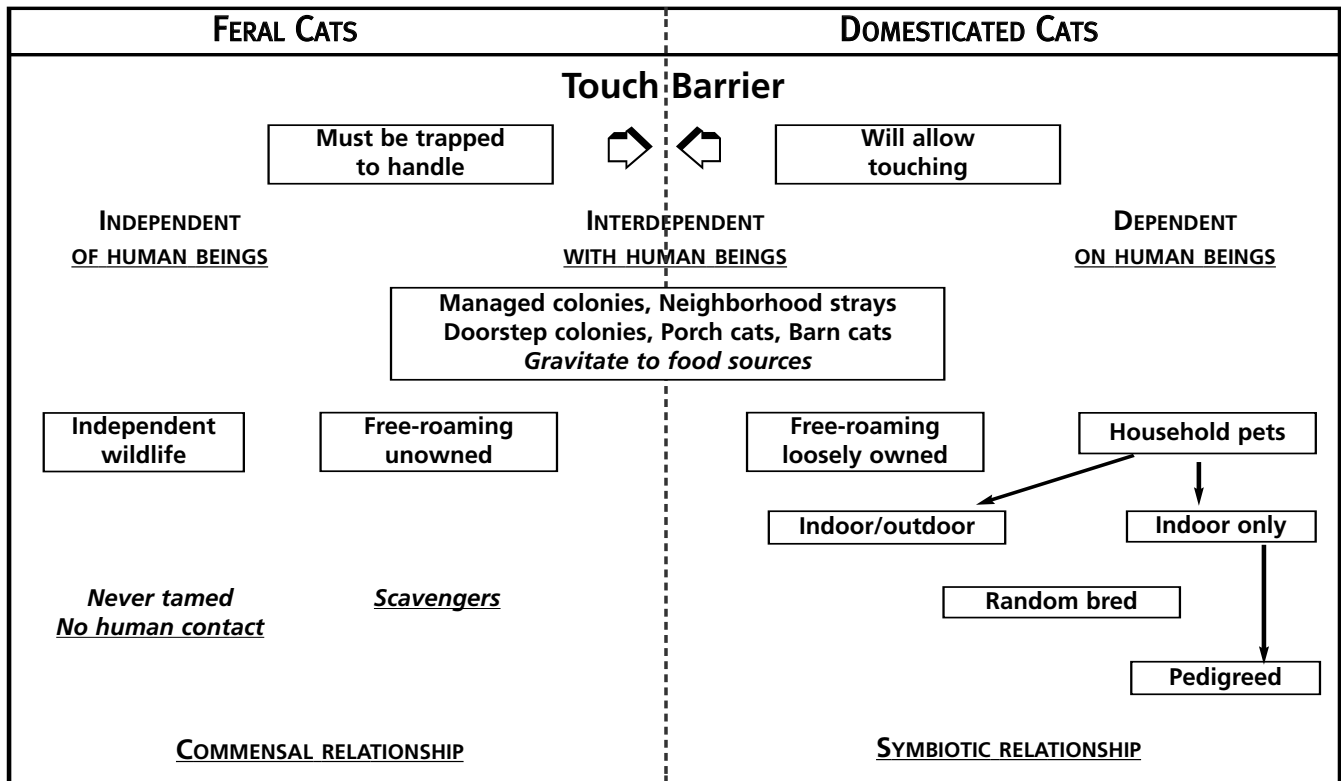 FERAL CATS
DOMESTICATED CATS
Touch Barrier
Must be trapped
to handle
Will allow
touching
INDEPENDENT
OF HUMAN BEINGS
INTERDEPENDENT
WITH HUMAN BEINGS
DEPENDENT
ON HUMAN BEINGS
Managed colonies, Neighborhood strays
Doorstep colonies, Porch cats, Barn cats
Gravitate to food sources
Independent
wildlife
Free-roaming
unowned
Free-roaming
loosely owned
Household pets
Indoor/outdoor
Indoor only
Never tamed
No human contact
Scavengers
Random bred
Pedigreed
COMMENSAL RELATIONSHIP
SYMBIOTIC RELATIONSHIP